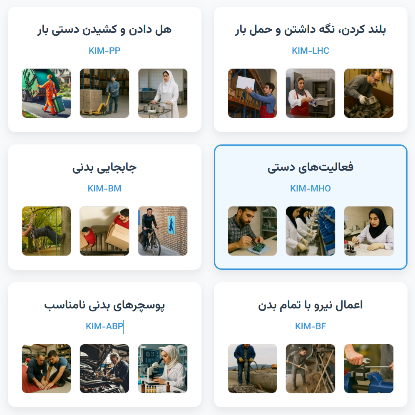 بلند کردن، نگه داشتن و حمل بار
KIM-LHC
هل دادن و کشیدن دستی بار
KIM-PP
فعالیت‌های دستی
KIM-MHO
جابجایی بدنی
KIM-BM
اعمال نیرو با تمام بدن
KIM-BF
پوسچرهای بدنی نامناسب
KIM-ABP